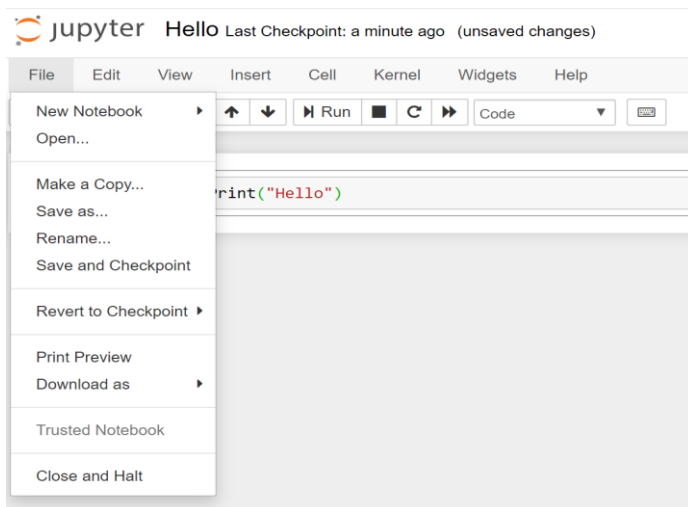 Jupyter Hello Last Checkpoint: a minute ago (unsaved changes)
File Edit View Insert Cell Kernel Widgets Help
Run Code
New Notebook
Open...
Make a Copy...
Save as...
Rename...
Save and Checkpoint
Revert to Checkpoint
Print Preview
Download as
Trusted Notebook
Close and Halt
rint("Hello")